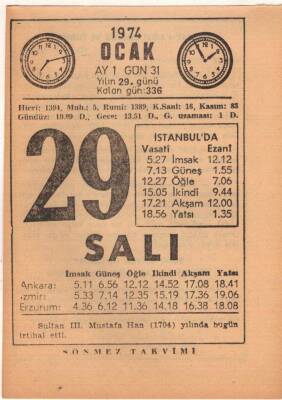 1974
OCAK
AY 1 GÜN 31
Yılın 29. günü
Kalan gün:336
Hicri: 1394, Muh.: 5, Rumî: 1389, K.Sani: 16, Kasım: 83
Gündüz: 10.09 D., Gece: 13.51 D., G. uzaması: 1 D.
29
İSTANBUL'DA
Vasatî Ezanî
5.27 İmsak 12.12
7.13 Güneş 1.55
12.27 Öğle 7.06
15.05 İkindi 9.44
17.21 Akşam 12.00
18.56 Yatsı 1.35
SALI
İmsak Güneş Öğle İkindi Akşam Yatsı
Ankara: 5.11 6.56 12.12 14.52 17.08 18.41
İzmir: 5.33 7.14 12.35 15.19 17.36 19.06
Erzurum: 4.36 6.12 11.36 14.18 16.38 18.08
Sultan III. Mustafa Han (1704) yılında bugün
irtihal etti.
SÖNMEZ TAKVİMİ